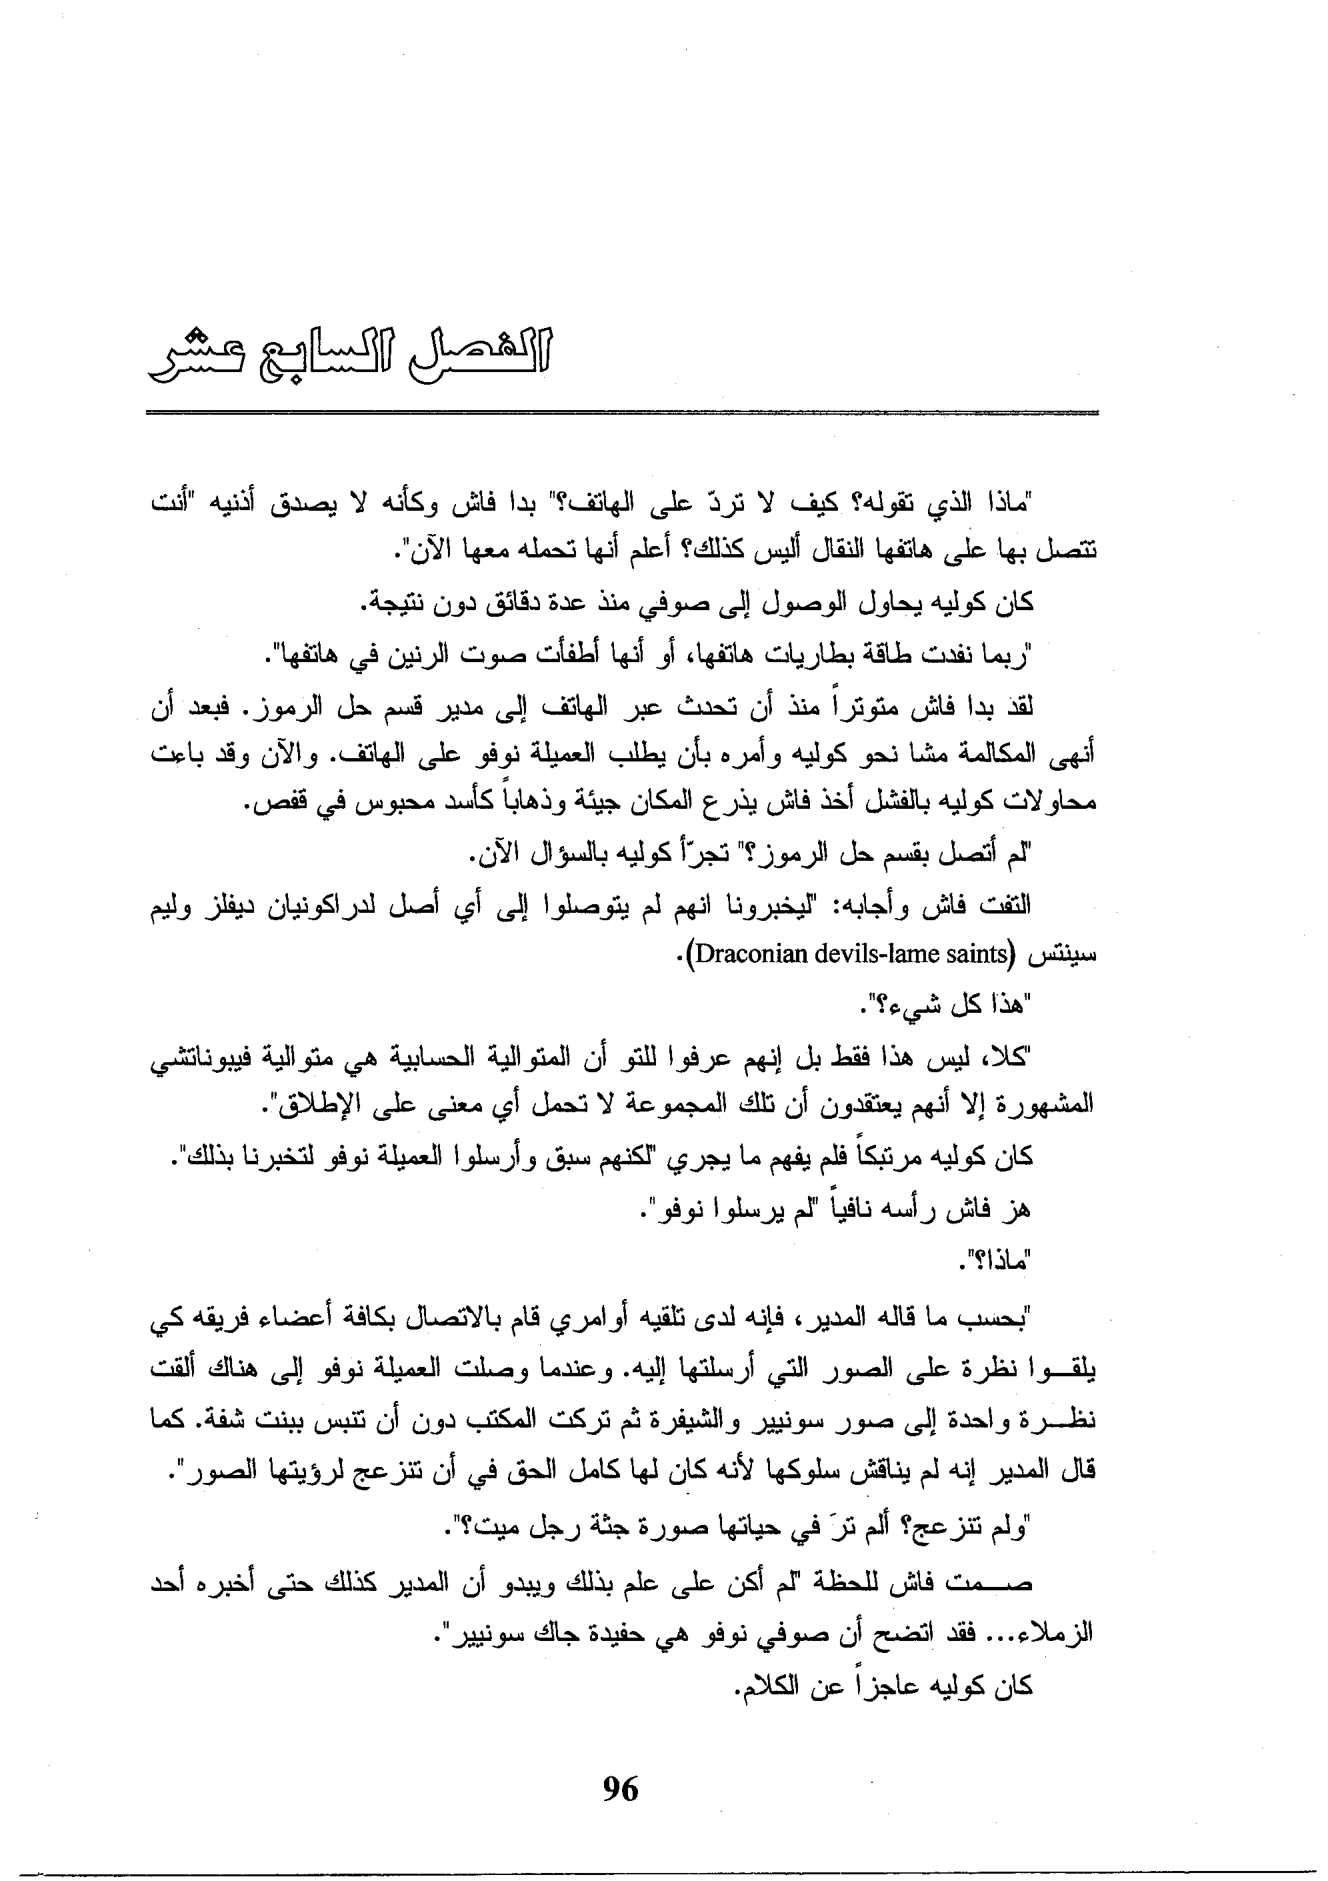 الفصل السابع عشر
"ماذا الذي تقوله؟ كيف لا تردّ على الهاتف؟" بدا فاش وكأنه لا يصدق أذنيه "أنت
تتصل بها على هاتفها النقال أليس كذلك؟ أعلم أنها تحمله معها الآن".
كان كوليه يحاول الوصول إلى صوفي منذ عدة دقائق دون نتيجة.
"ربما نفدت طاقة بطاريات هاتفها، أو أنها أطفأت صوت الرنين في هاتفها".
لقد بدا فاش متوتراً منذ أن تحدث عبر الهاتف إلى مدير قسم حل الرموز. فبعد أن
أنهى المكالمة مشا نحو كوليه وأمره بأن يطلب العميلة نوفو على الهاتف. والآن وقد باءت
محاولات كوليه بالفشل أخذ فاش يذرع المكان جيئة وذهاباً كأسد محبوس في قفص.
"لم أتصل بقسم حل الرموز؟" تجرّأ كوليه بالسؤال الآن.
التفت فاش وأجابه: "ليخبرونا انهم لم يتوصلوا إلى أي أصل لدراكونيان ديفلز وليم
سينتس (Draconian devils-lame saints).
"هذا كل شيء؟".
"كلا، ليس هذا فقط بل إنهم عرفوا للتو أن المتوالية الحسابية هي متوالية فيبوناتشي
المشهورة إلا أنهم يعتقدون أن تلك المجموعة لا تحمل أي معنى على الإطلاق".
كان كوليه مرتبكاً فلم يفهم ما يجري "لكنهم سبق وأرسلوا العميلة نوفو لتخبرنا بذلك".
هز فاش رأسه نافياً "لم يرسلوا نوفو".
"ماذا؟".
"بحسب ما قاله المدير، فإنه لدى تلقيه أوامري قام بالاتصال بكافة أعضاء فريقه كي
يلقـوا نظرة على الصور التي أرسلتها إليه. وعندما وصلت العميلة نوفو إلى هناك ألقت
نظـرة واحدة إلى صور سونيير والشيفرة ثم تركت المكتب دون أن تنبس ببنت شفة. كما
قال المدير إنه لم يناقش سلوكها لأنه كان لها كامل الحق في أن تنزعج لرؤيتها الصور".
"ولم تنزعج؟ ألم ترَ في حياتها صورة جثة رجل ميت؟".
صـمت فاش للحظة "لم أكن على علم بذلك ويبدو أن المدير كذلك حتى أخبره أحد
الزملاء... فقد اتضح أن صوفي نوفو هي حفيدة جاك سونيير".
كان كوليه عاجزاً عن الكلام.
96